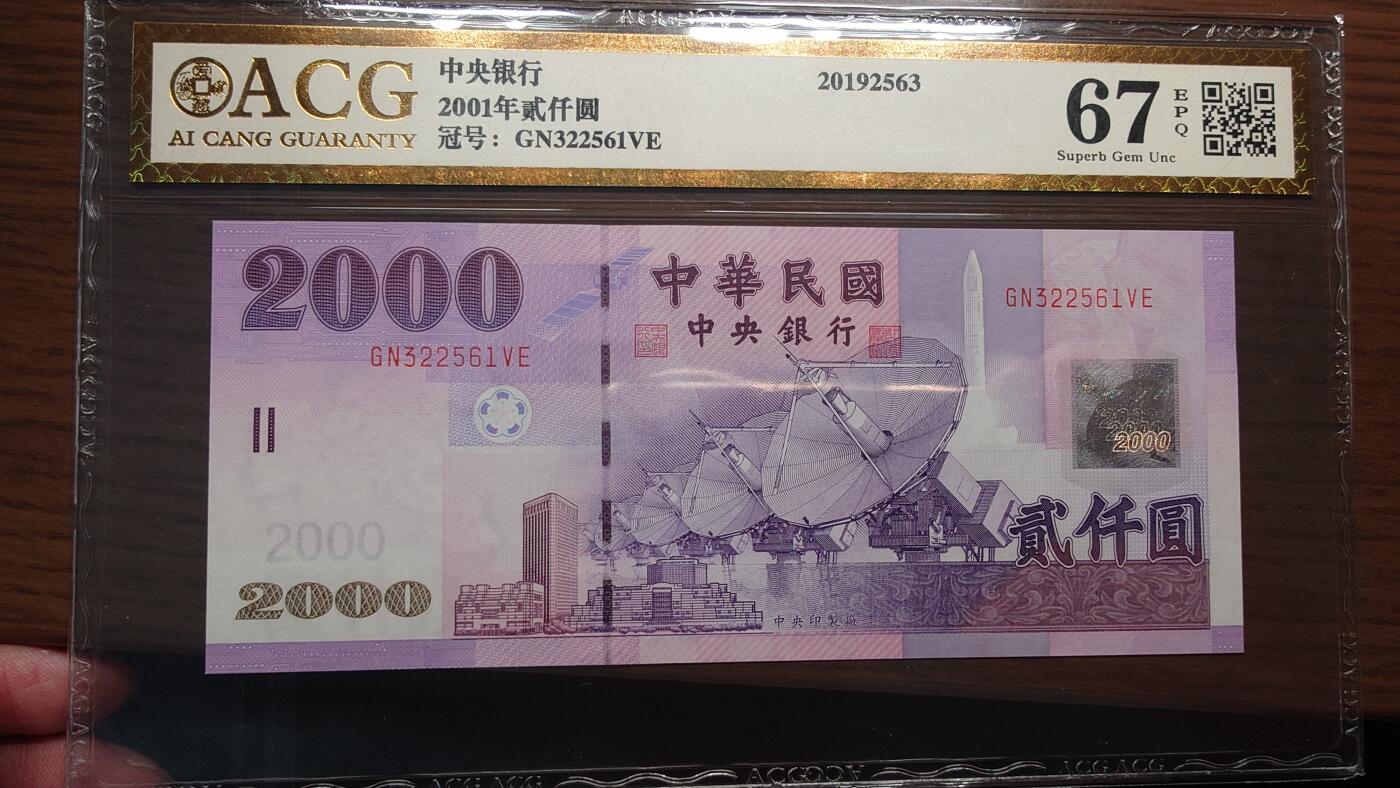 ACG
AI CANG GUARANTY
中央银行
2001年贰仟圆
冠号：GN322561VE
20192563
67
EPQ
Superb Gem Unc
2000
中華民國
中央銀行
GN322561VE
GN322561VE
2000
貳仟圓
2000
2000
中央印製廠
ACG ACG